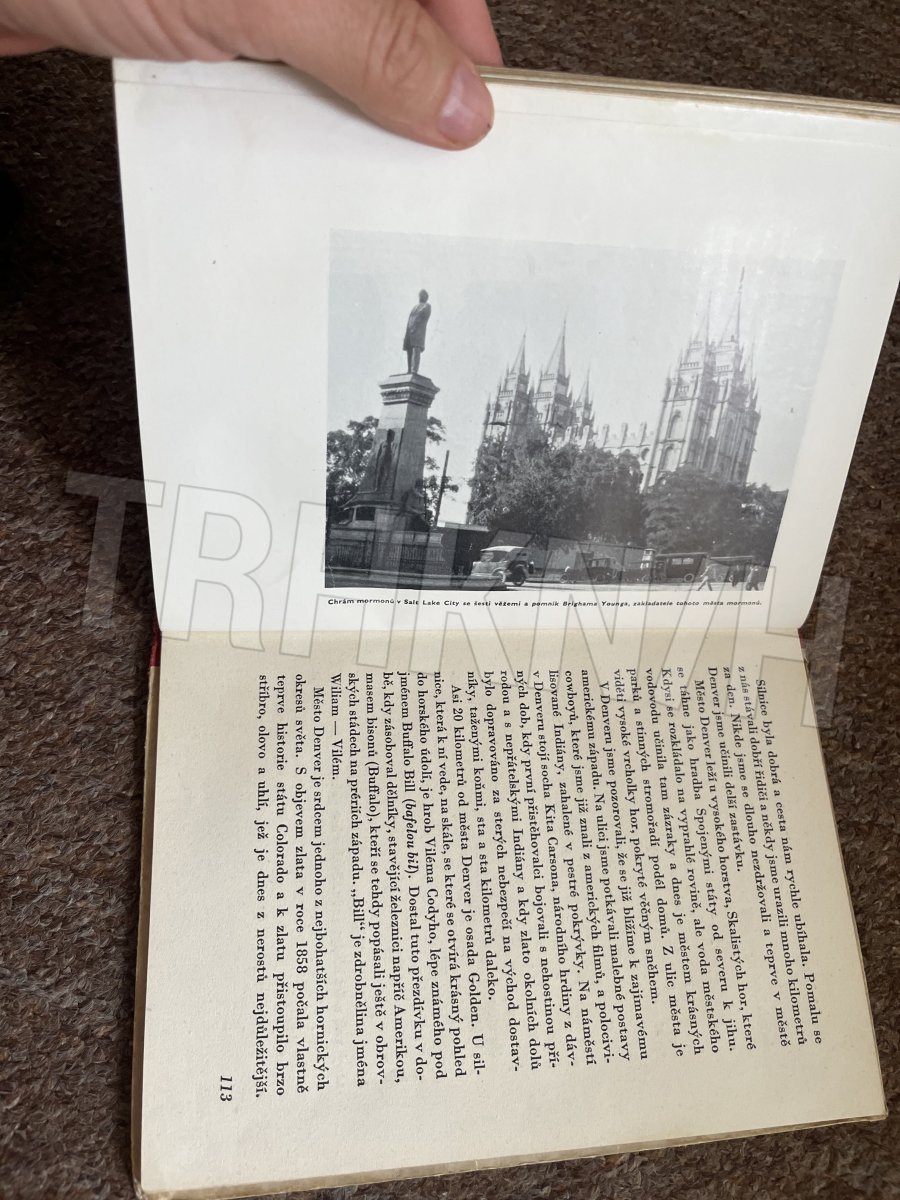 Chrám mormonů v Salt Lake City se šesti věžemi a pomník Brighama Younga, zakladatele tohoto města mormonů.
Silnice byla dobrá a cesta nám rychle ubíhala. Pomalu se
z nás stávali dobří řidiči a někdy jsme urazili mnoho kilometrů
za den. Nikde jsme se dlouho nezdržovali a teprve v městě
Denver jsme učinili delší zastávku.
Město Denver leží u vysokého horstva, Skalistých hor, které
se táhne jako hradba Spojenými státy od severu k jihu.
Kdysi se rozkládalo na vyprahlé rovině, ale voda městského
vodovodu učinila tam zázraky a dnes je městem krásných
parků a stinných stromořadí podél domů. Z ulic města je
viděti vysoké vrcholky hor, pokryté věčným sněhem.
V Denveru jsme pozorovali, že se již blížíme k zajímavému
americkému západu. Na ulici jsme potkávali malebné postavy
cowboyů, které jsme již znali z amerických filmů, a polocivi-
lisované Indiány, zahalené v pestré pokrývky. Na náměstí
v Denveru stojí socha Kita Carsona, národního hrdiny z dáv-
ných dob, kdy první přistěhovalci bojovali s nehostinou pří-
rodou a s nepřátelskými Indiány a kdy zlato okolních dolů
bylo dopravováno za sterých nebezpečí na východ dostav-
níky, taženými koňmi, sta a sta kilometrů daleko.
Asi 20 kilometrů od města Denver je osada Golden. U sil-
nice, která k ní vede, na skále, se které se otvírá krásný pohled
do horského údolí, je hrob Viléma Codyho, lépe známého pod
jménem Buffalo Bill (bafelou bil). Dostal tuto přezdívku v do-
bě, kdy zásoboval dělníky, stavějící železnici napříč Amerikou,
masem bisonů (Buffalo), kteří se tehdy popásali ještě v obrov-
ských stádech na prériích západu. „Bill“ je zdrobnělina jména
Wiliam — Vilém.
Město Denver je srdcem jednoho z nejbohatších hornických
okresů světa. S objevem zlata v roce 1858 počala vlastně
teprve historie státu Colorado a k zlatu přistoupilo brzo
stříbro, olovo a uhlí, jež je dnes z nerostů nejdůležitější.
113
TRHKNIH